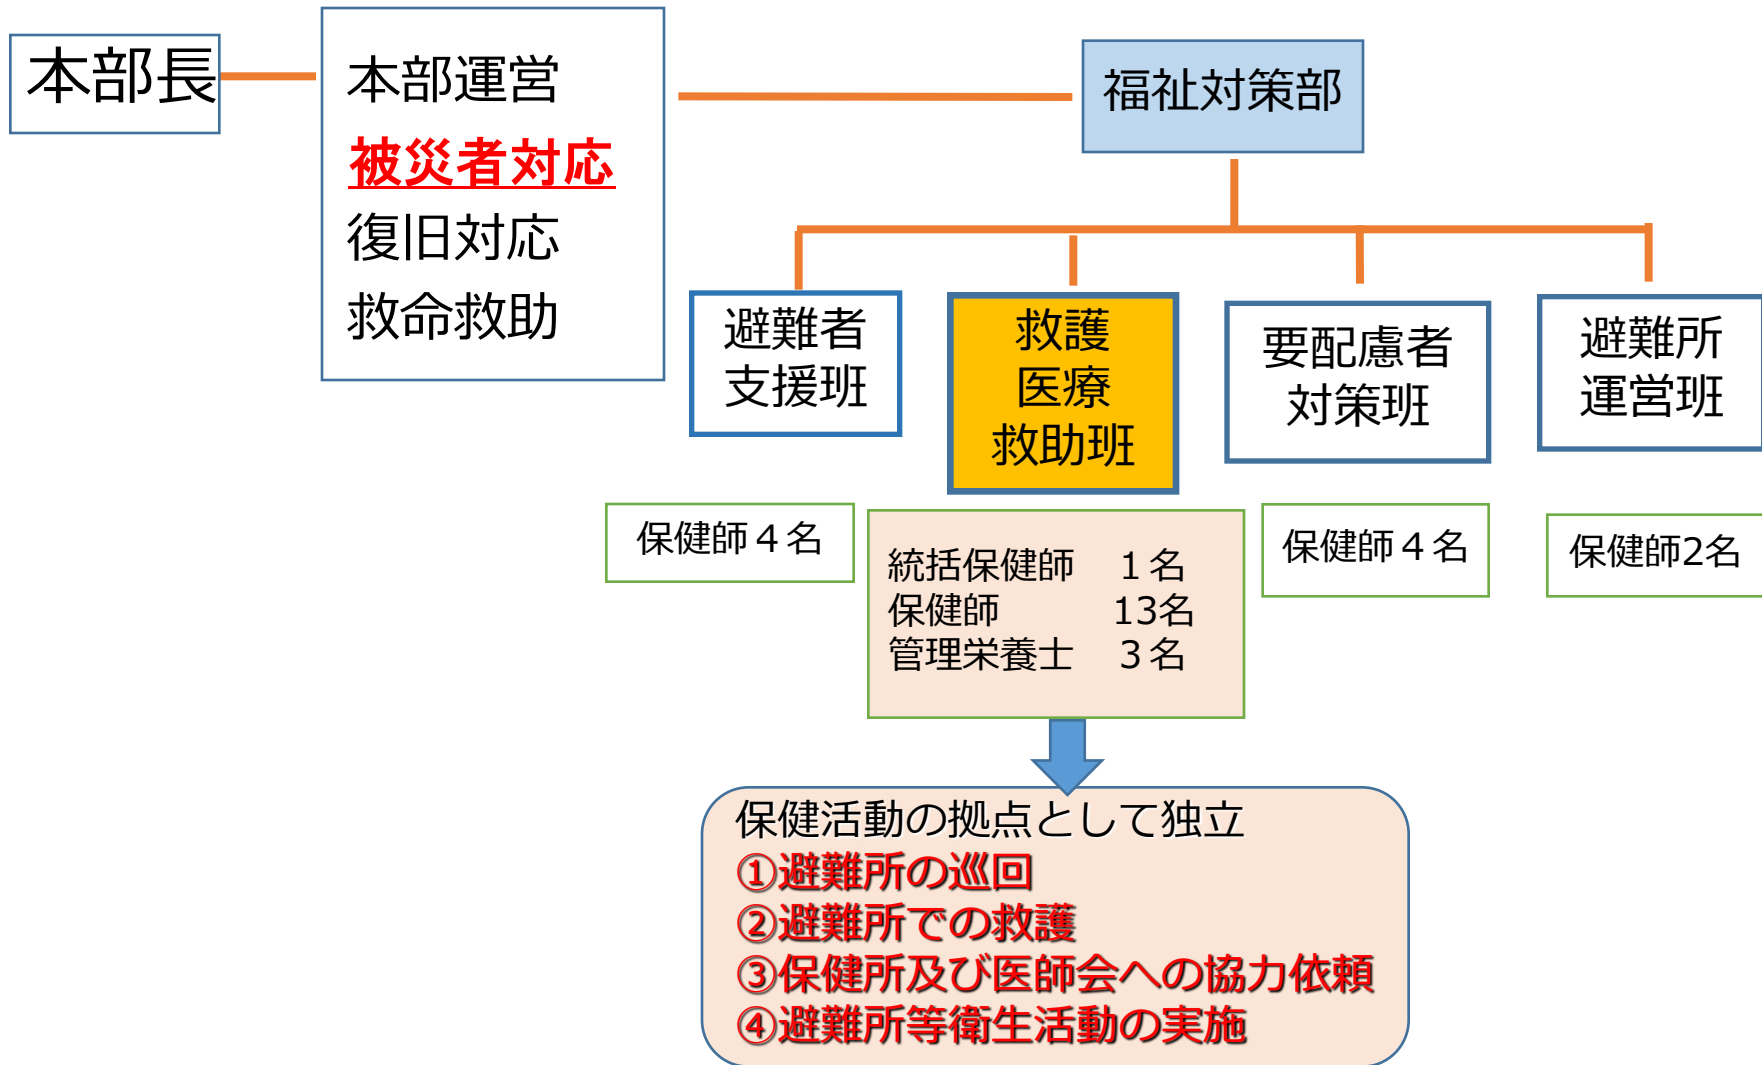 本部長
本部運営
被災者対応
復旧対応
救命救助
福祉対策部
避難者
支援班
救護
医療
救助班
要配慮者
対策班
避難所
運営班
保健師４名
統括保健師　１名
保健師　　　13名
管理栄養士　３名
保健師４名
保健師2名
保健活動の拠点として独立
①避難所の巡回
②避難所での救護
③保健所及び医師会への協力依頼
④避難所等衛生活動の実施